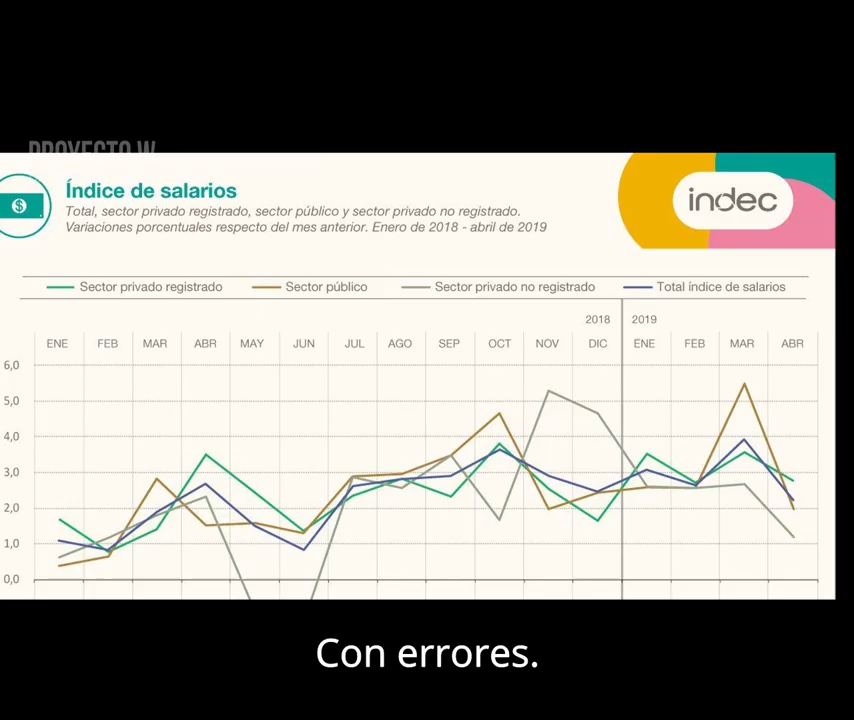 PROYECTO W
Índice de salarios
Total, sector privado registrado, sector público y sector privado no registrado.
Variaciones porcentuales respecto del mes anterior. Enero de 2018 - abril de 2019
indec
$
Sector privado registrado Sector público Sector privado no registrado Total índice de salarios
2018 2019
ENE FEB MAR ABR MAY JUN JUL AGO SEP OCT NOV DIC ENE FEB MAR ABR
6,0
5,0
4,0
3,0
2,0
1,0
0,0
Con errores.